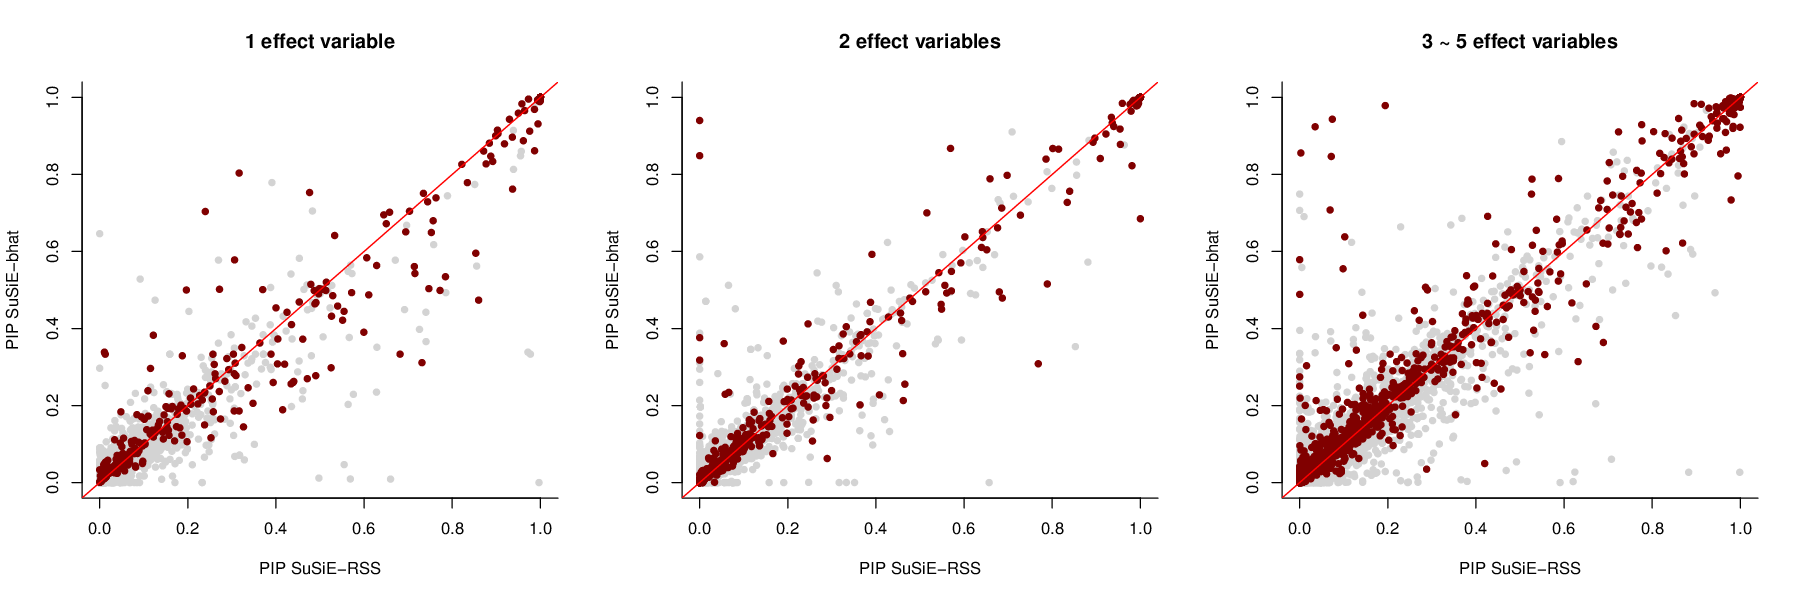 1 effect variable
2 effect variables
3 ~ 5 effect variables
PIP SuSiE−bhat
1.0
0.8
0.6
0.4
0.2
0.0
0.0 0.2 0.4 0.6 0.8 1.0
PIP SuSiE−RSS
PIP SuSiE−bhat
1.0
0.8
0.6
0.4
0.2
0.0
0.0 0.2 0.4 0.6 0.8 1.0
PIP SuSiE−RSS
PIP SuSiE−bhat
1.0
0.8
0.6
0.4
0.2
0.0
0.0 0.2 0.4 0.6 0.8 1.0
PIP SuSiE−RSS